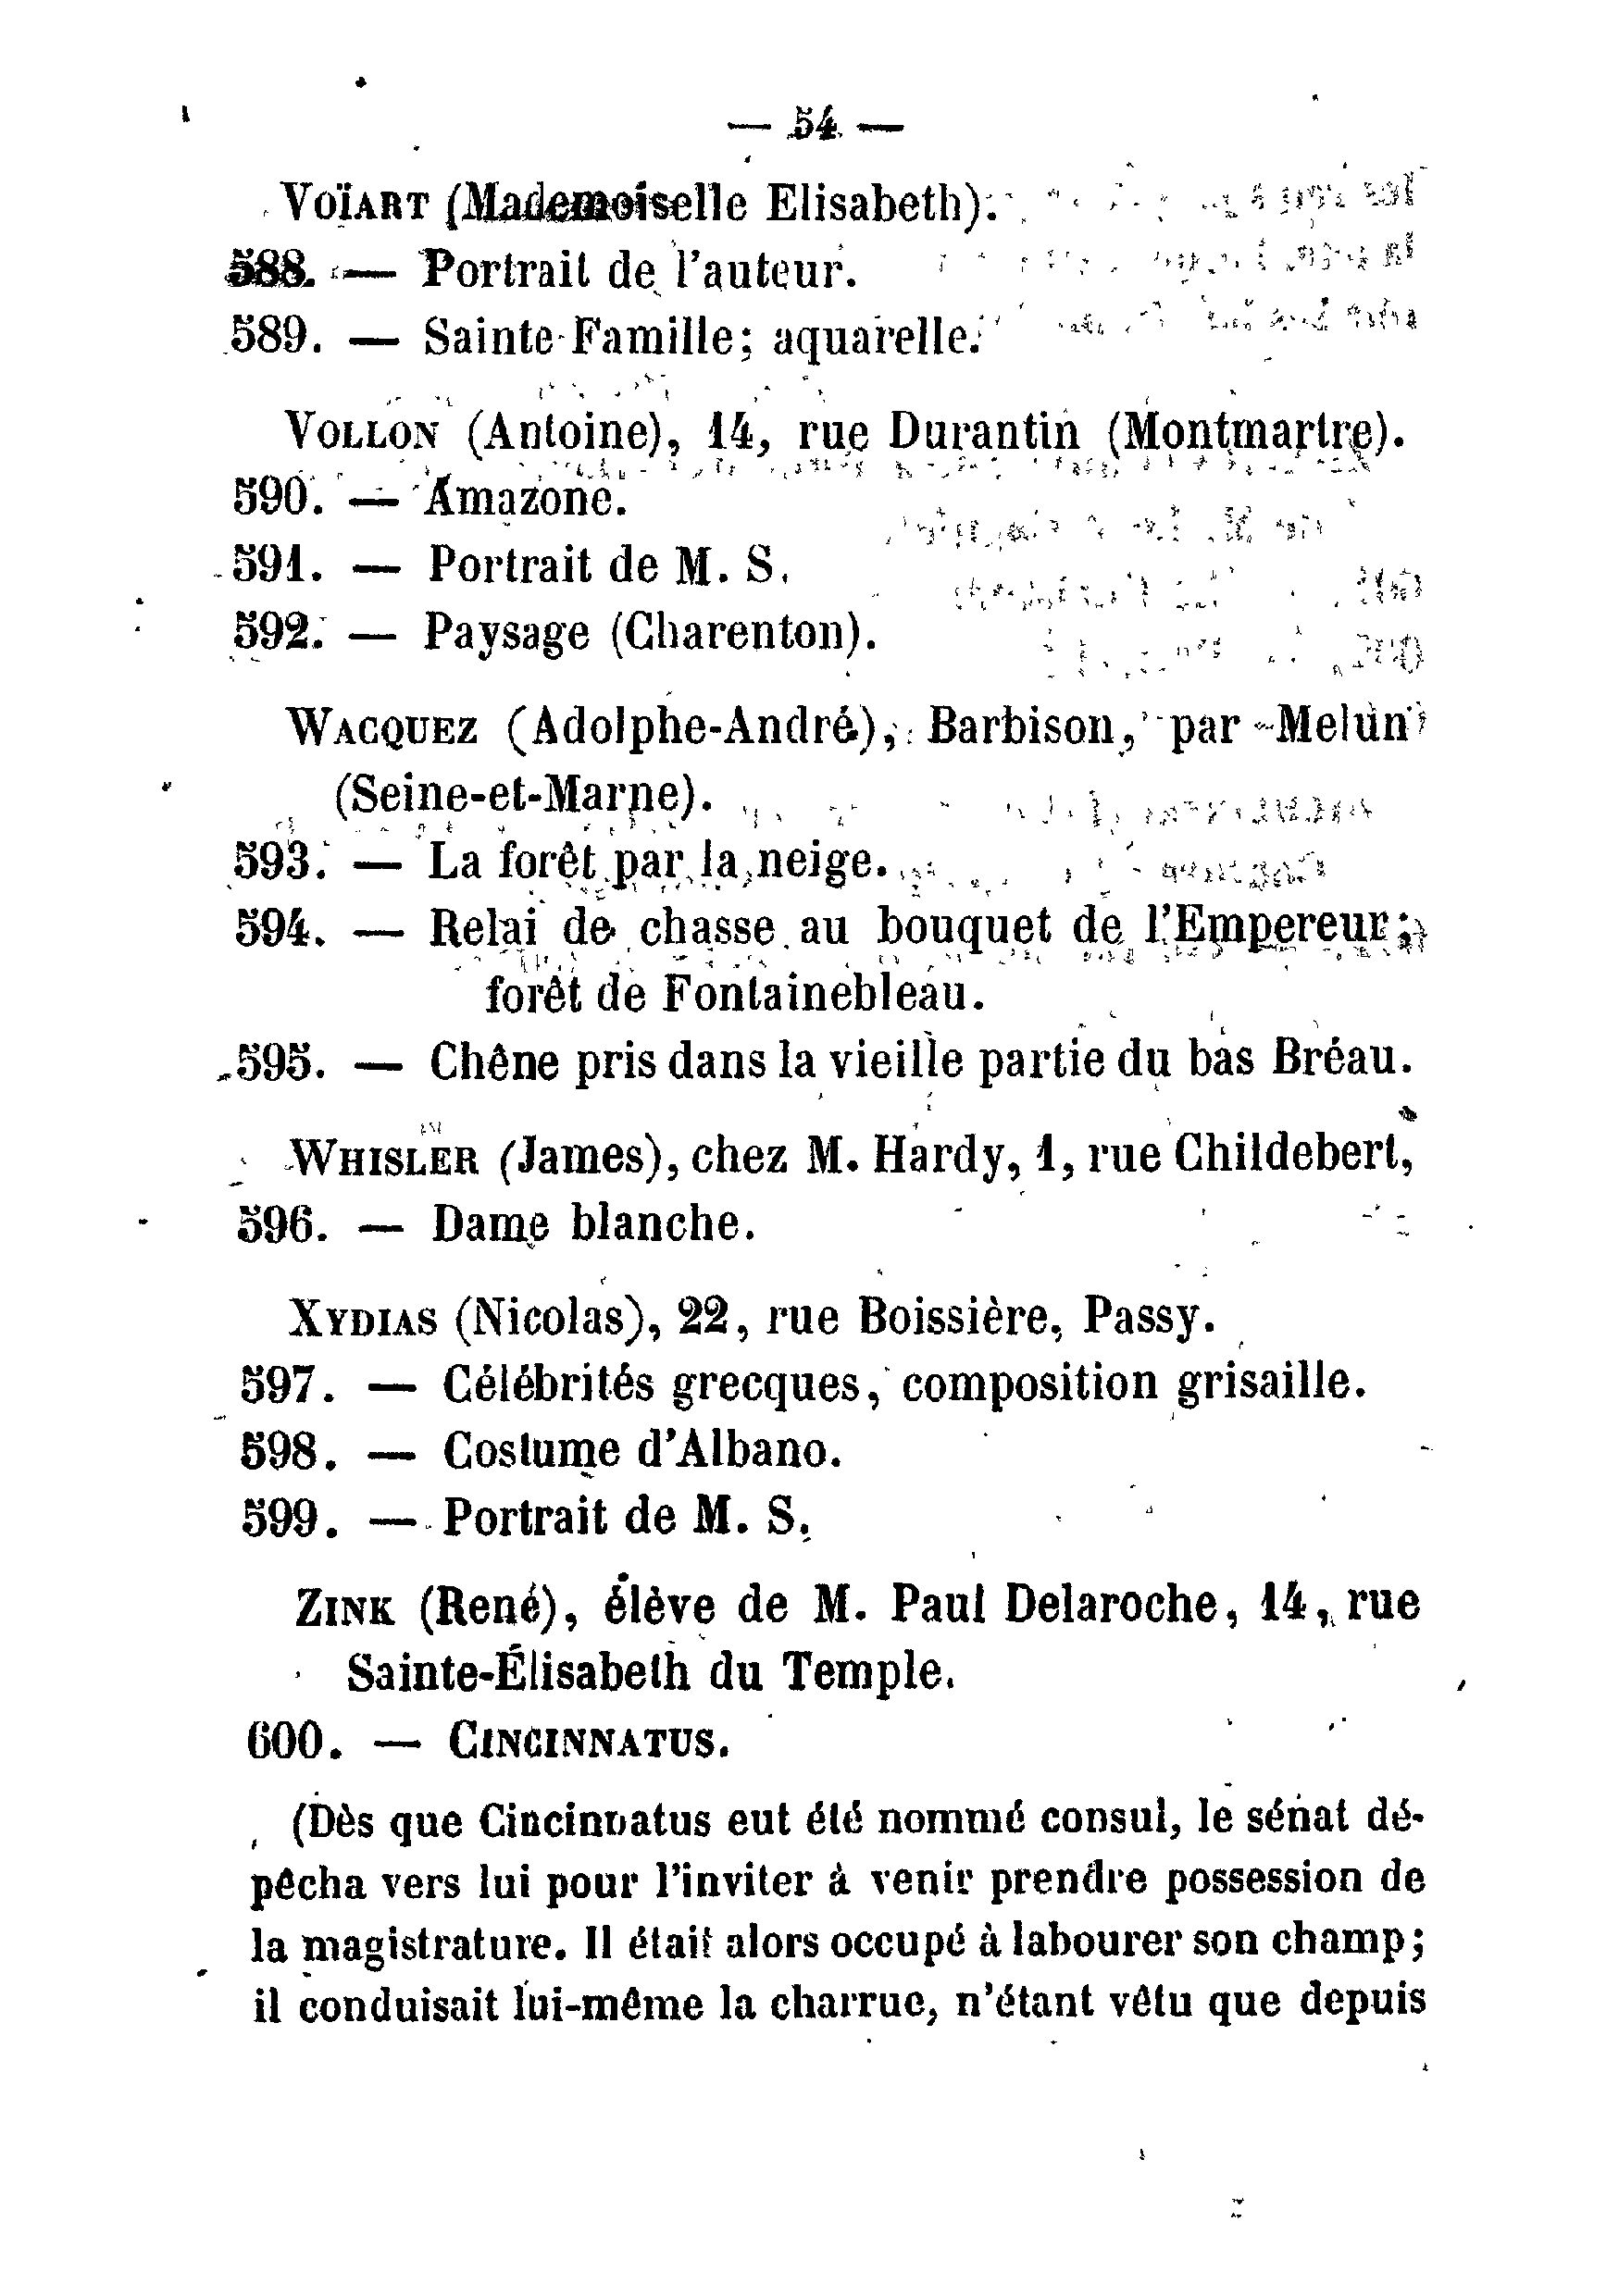 — 54 —
VOÏART (Mademoiselle Elisabeth).
588. — Portrait de l'auteur.
589. — Sainte Famille; aquarelle.
VOLLON (Antoine), 14, rue Durantin (Montmartre).
590. — Amazone.
591. — Portrait de M. S.
592. — Paysage (Charenton).
WACQUEZ (Adolphe-André), Barbison, par Melun
(Seine-et-Marne).
593. — La forêt par la neige.
594. — Relai de chasse au bouquet de l'Empereur;
forêt de Fontainebleau.
595. — Chêne pris dans la vieille partie du bas Bréau.
WHISLER (James), chez M. Hardy, 1, rue Childebert,
596. — Dame blanche.
XYDIAS (Nicolas), 22, rue Boissière, Passy.
597. — Célébrités grecques, composition grisaille.
598. — Costume d'Albano.
599. — Portrait de M. S.
ZINK (René), élève de M. Paul Delaroche, 14, rue
Sainte-Élisabeth du Temple.
600. — CINCINNATUS.
(Dès que Cincinnatus eut été nommé consul, le sénat dé-
pêcha vers lui pour l'inviter à venir prendre possession de
la magistrature. Il était alors occupé à labourer son champ;
il conduisait lui-même la charrue, n'étant vêtu que depuis